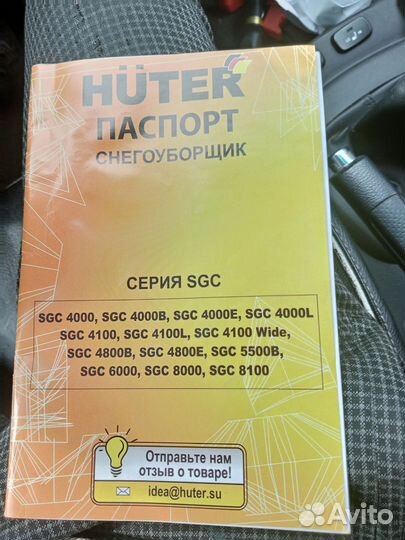 HÜTER
ПАСПОРТ
СНЕГОУБОРЩИК
СЕРИЯ SGC
SGC 4000, SGC 4000B, SGC 4000E, SGC 4000L
SGC 4100, SGC 4100L, SGC 4100 Wide,
SGC 4800B, SGC 4800E, SGC 5500B,
SGC 6000, SGC 8000, SGC 8100
Отправьте нам
отзыв о товаре!
idea@huter.su
Avito